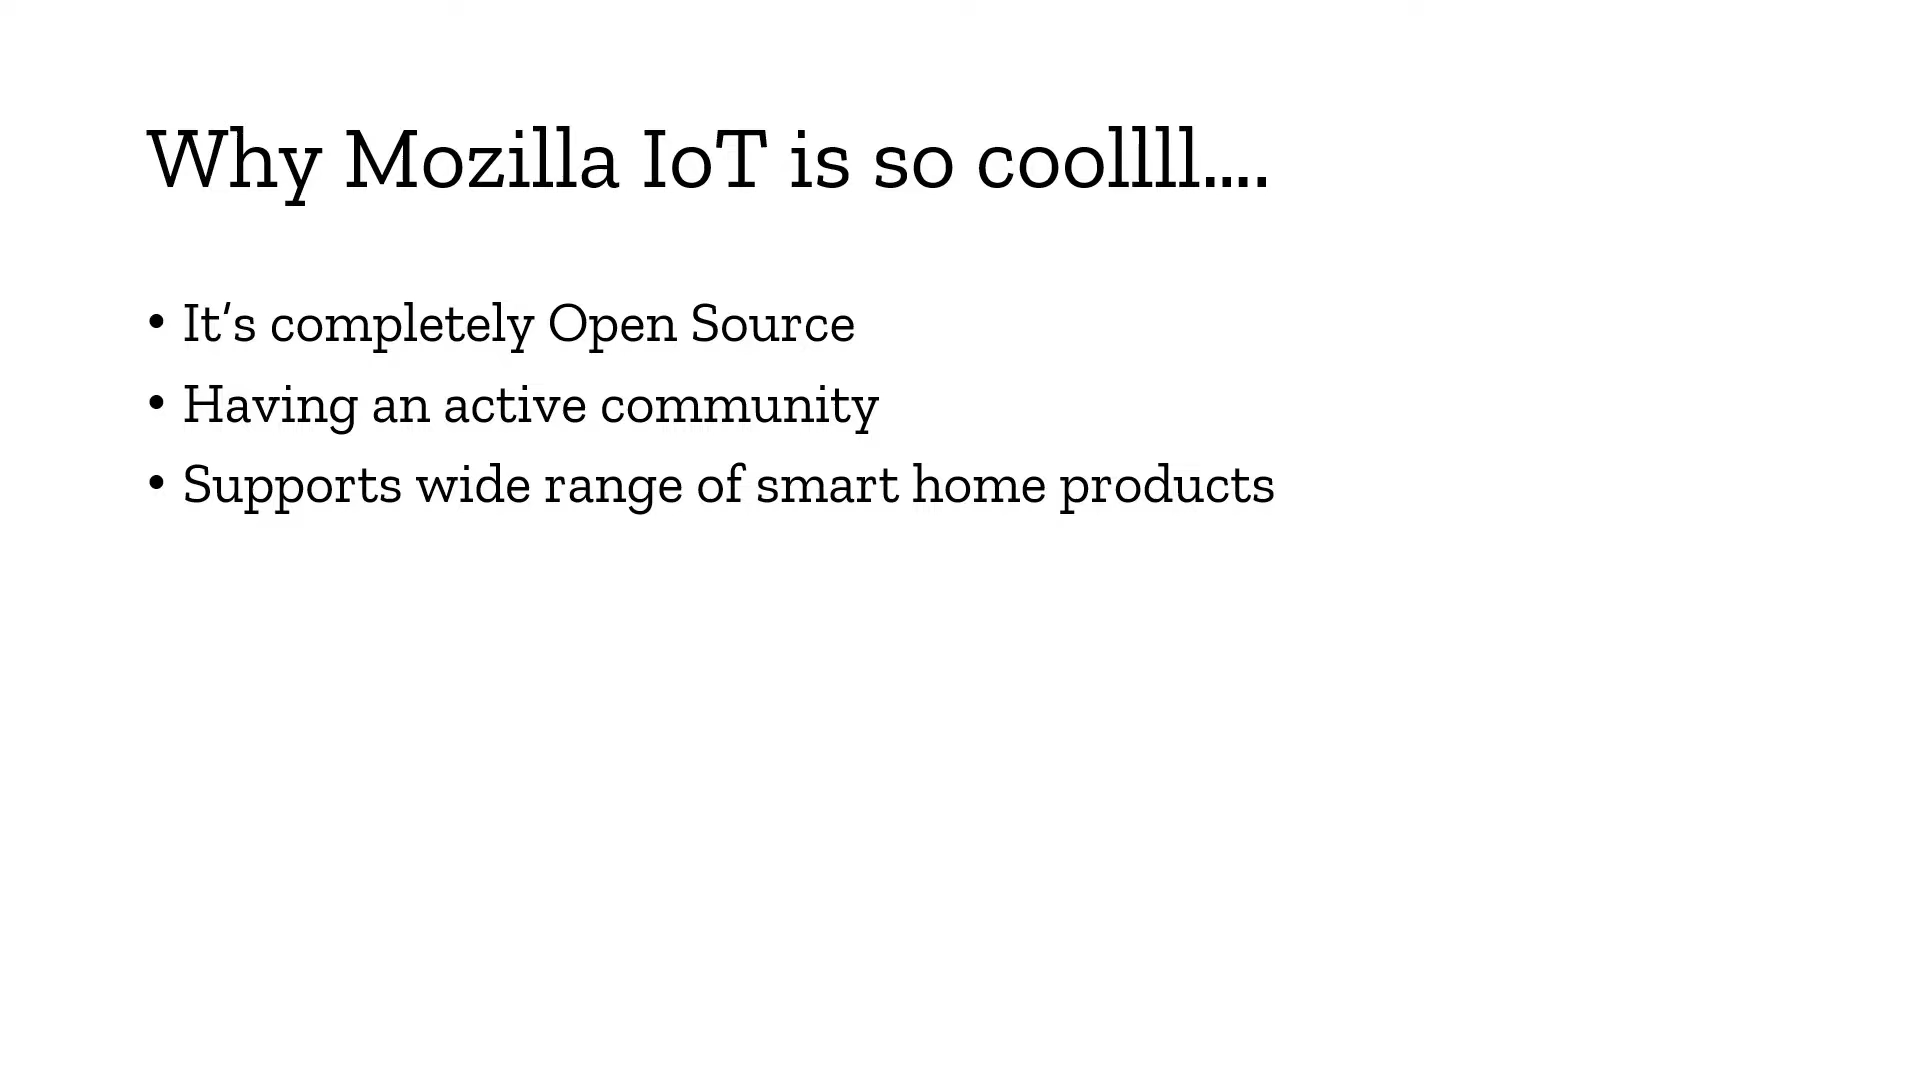 Why Mozilla IoT is so coollll....
• It‘s completely Open Source
• Having an active community
• Supports wide range of smart home products